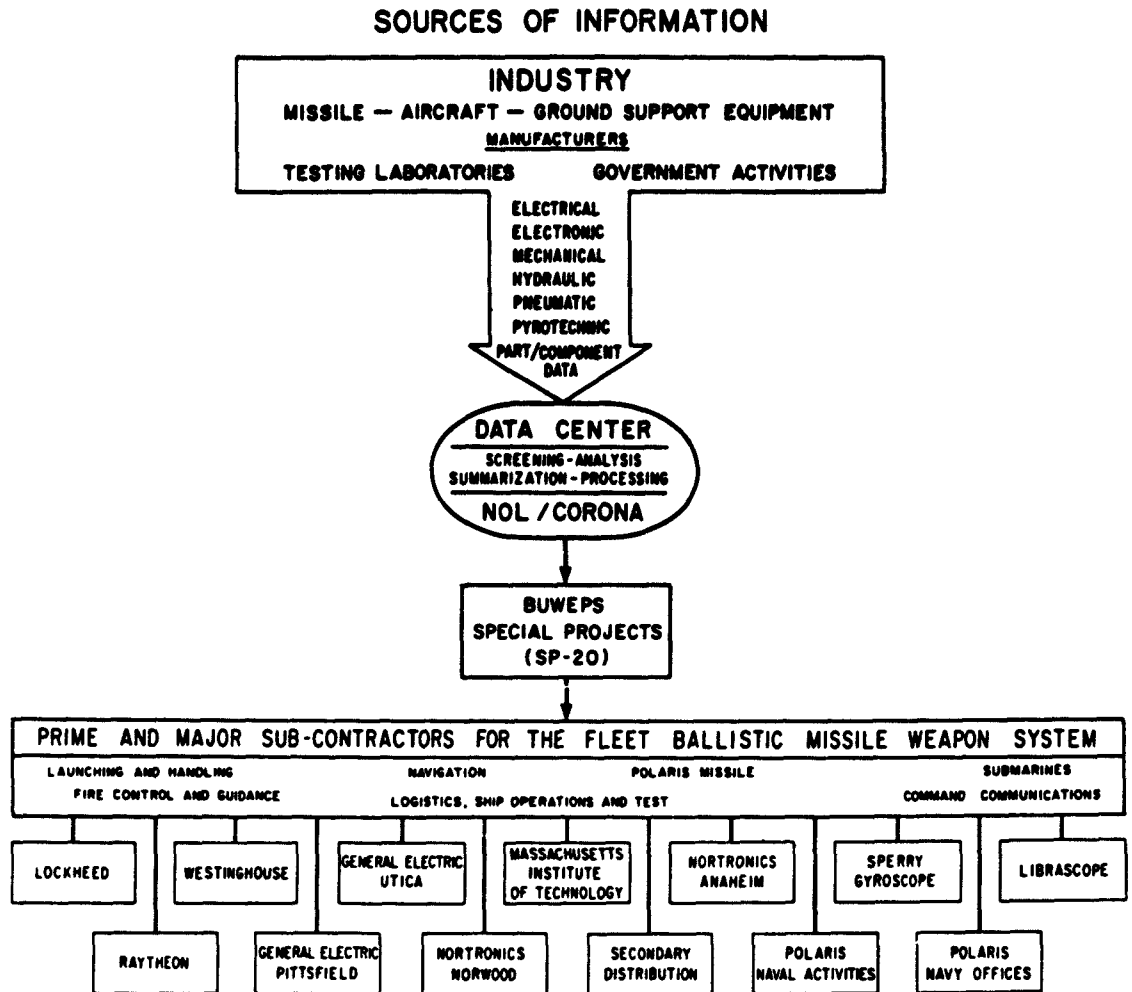 SOURCES OF INFORMATION
INDUSTRY
MISSILE — AIRCRAFT — GROUND SUPPORT EQUIPMENT
MANUFACTURERS
TESTING LABORATORIES GOVERNMENT ACTIVITIES
ELECTRICAL
ELECTRONIC
MECHANICAL
HYDRAULIC
PNEUMATIC
PYROTECHNIC
PART/COMPONENT
DATA
DATA CENTER
SCREENING-ANALYSIS
SUMMARIZATION-PROCESSING
NOL / CORONA
BUWEPS
SPECIAL PROJECTS
(SP-20)
PRIME AND MAJOR SUB-CONTRACTORS FOR THE FLEET BALLISTIC MISSILE WEAPON SYSTEM
LAUNCHING AND HANDLING NAVIGATION POLARIS MISSILE SUBMARINES
FIRE CONTROL AND GUIDANCE LOGISTICS, SHIP OPERATIONS AND TEST COMMAND COMMUNICATIONS
LOCKHEED
WESTINGHOUSE
GENERAL ELECTRIC
UTICA
MASSACHUSETTS
INSTITUTE
OF TECHNOLOGY
NORTRONICS
ANAHEIM
SPERRY
GYROSCOPE
LIBRASCOPE
RAYTHEON
GENERAL ELECTRIC
PITTSFIELD
NORTRONICS
NORWOOD
SECONDARY
DISTRIBUTION
POLARIS
NAVAL ACTIVITIES
POLARIS
NAVY OFFICES